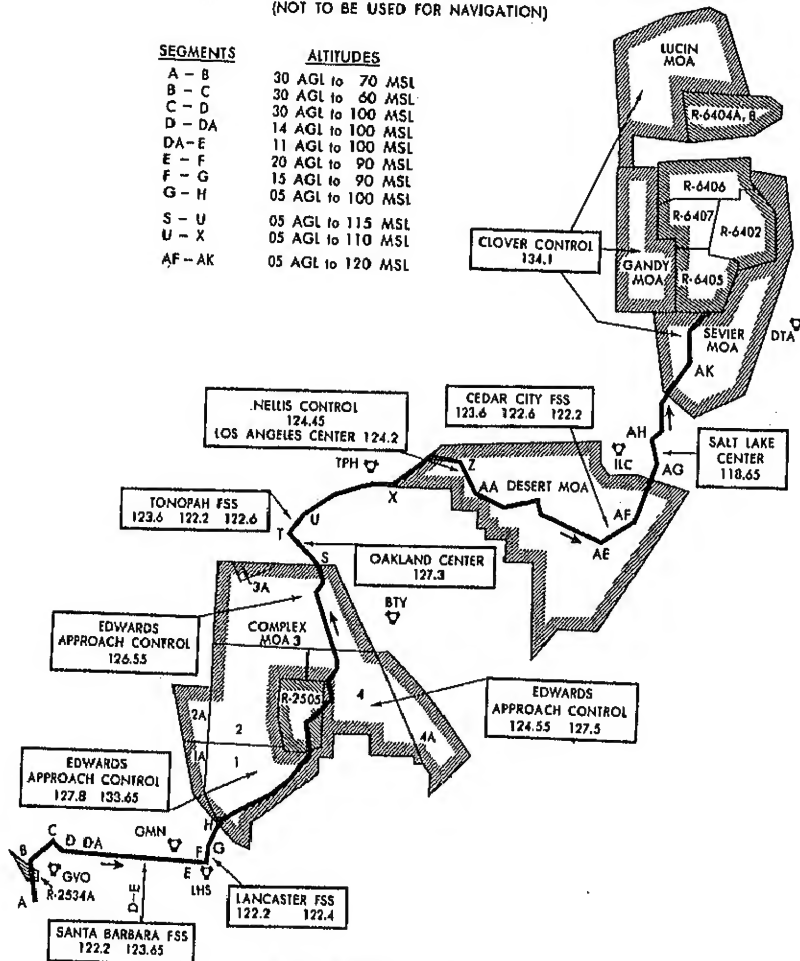 (NOT TO BE USED FOR NAVIGATION)
SEGMENTS ALTITUDES
A - B 30 AGL to 70 MSL
B - C 30 AGL to 60 MSL
C - D 30 AGL to 100 MSL
D - DA 14 AGL to 100 MSL
DA-E 11 AGL to 100 MSL
E - F 20 AGL to 90 MSL
F - G 15 AGL to 90 MSL
G - H 05 AGL to 100 MSL
S - U 05 AGL to 115 MSL
U - X 05 AGL to 110 MSL
AF - AK 05 AGL to 120 MSL
LUCIN
MOA
R-6404A, B
R-6406
R-6407
R-6402
CLOVER CONTROL
134.1
GANDY
MOA
R-6405
SEVIER
MOA
DTA
AK
NELLIS CONTROL
124.45
LOS ANGELES CENTER 124.2
CEDAR CITY FSS
123.6 122.6 122.2
AH
SALT LAKE
CENTER
118.65
TPH
Z
ILC
AG
AA
DESERT MOA
X
TONOPAH FSS
123.6 122.2 122.6
U
AF
T
AE
S
OAKLAND CENTER
127.3
3A
BTY
EDWARDS
APPROACH CONTROL
126.55
COMPLEX
MOA 3
R-2505
4
EDWARDS
APPROACH CONTROL
124.55 127.5
2A
2
4A
1A
1
EDWARDS
APPROACH CONTROL
127.8 133.65
H
C
GMN
D DA
F G
B
E
GVO
LHS
R-2534A
A
D-E
LANCASTER FSS
122.2 122.4
SANTA BARBARA FSS
122.2 123.65